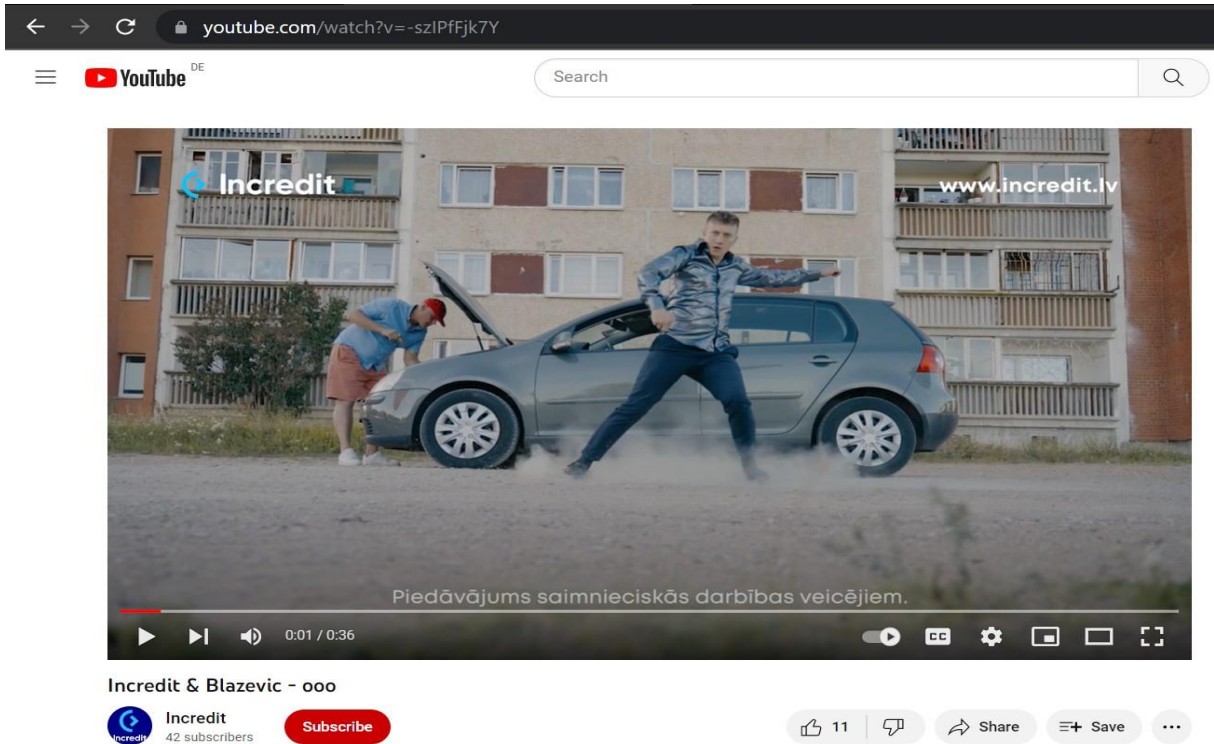 youtube.com/watch?v=-szIPfFjk7Y
YouTube DE
Search
Incredit
www.incredit.lv
Piedāvājums saimnieciskās darbības veicējiem.
0:01 / 0:36
CC
Incredit & Blazevic - ooo
Incredit
Incredit
42 subscribers
Subscribe
11
Share
Save